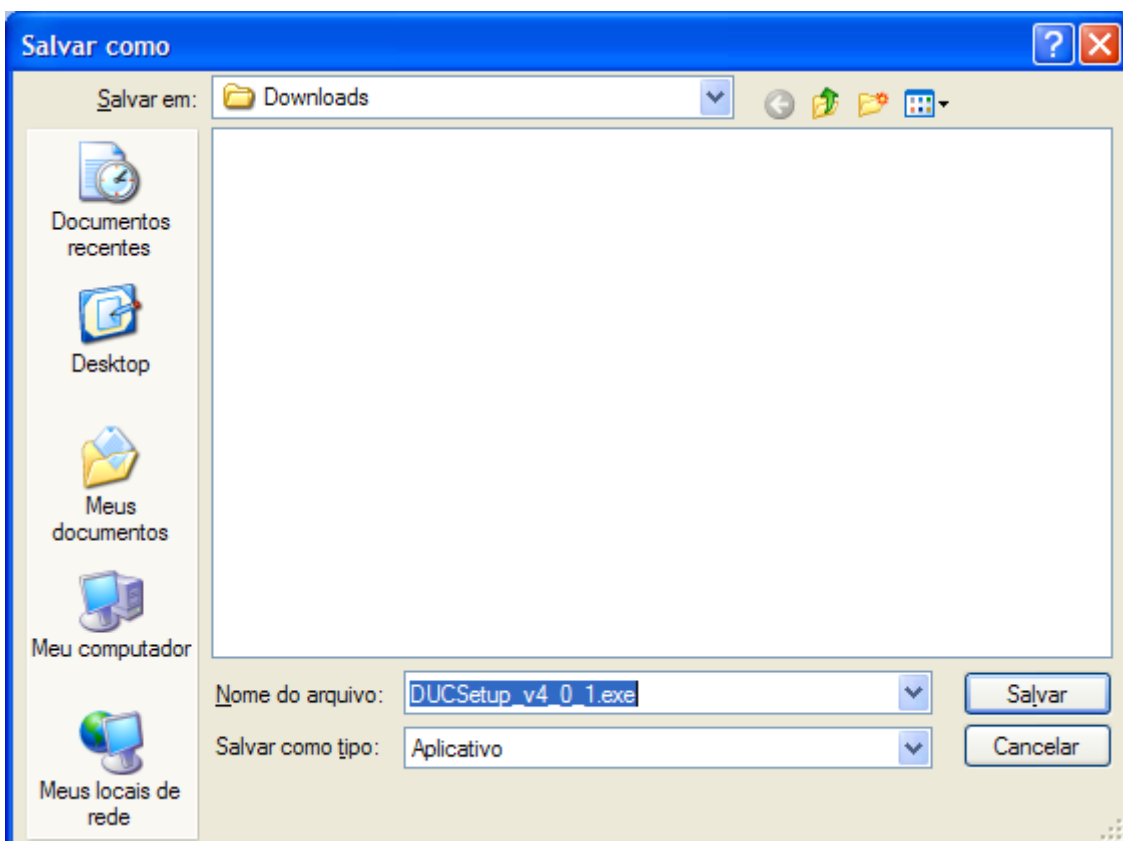 Salvar como
Salvar em:
Downloads
Documentos
recentes
Desktop
Meus
documentos
Meu computador
Meus locais de
rede
Nome do arquivo:
DUCSetup_v4_0_1.exe
Salvar
Salvar como tipo:
Aplicativo
Cancelar